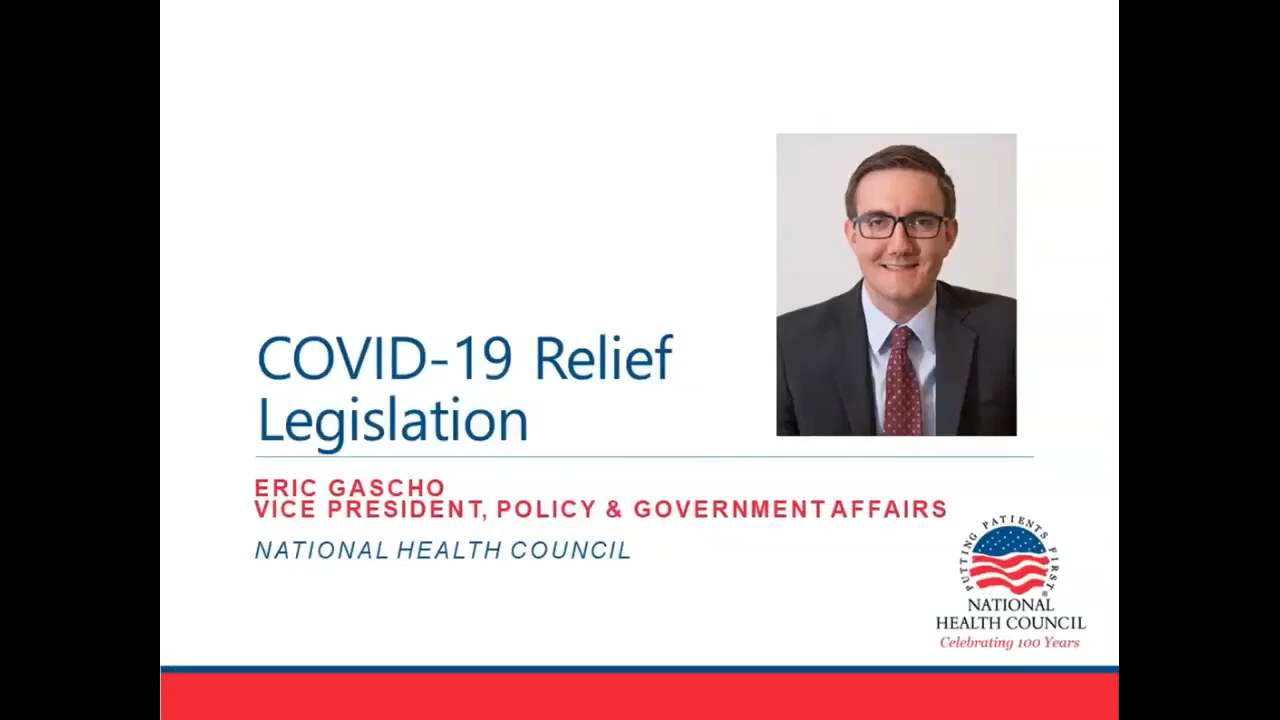 COVID-19 Relief
Legislation
ERIC GASCHO
VICE PRESIDENT, POLICY & GOVERNMENT AFFAIRS
NATIONAL HEALTH COUNCIL
PUTTING PATIENTS FIRST
®
NATIONAL
HEALTH COUNCIL
Celebrating 100 Years